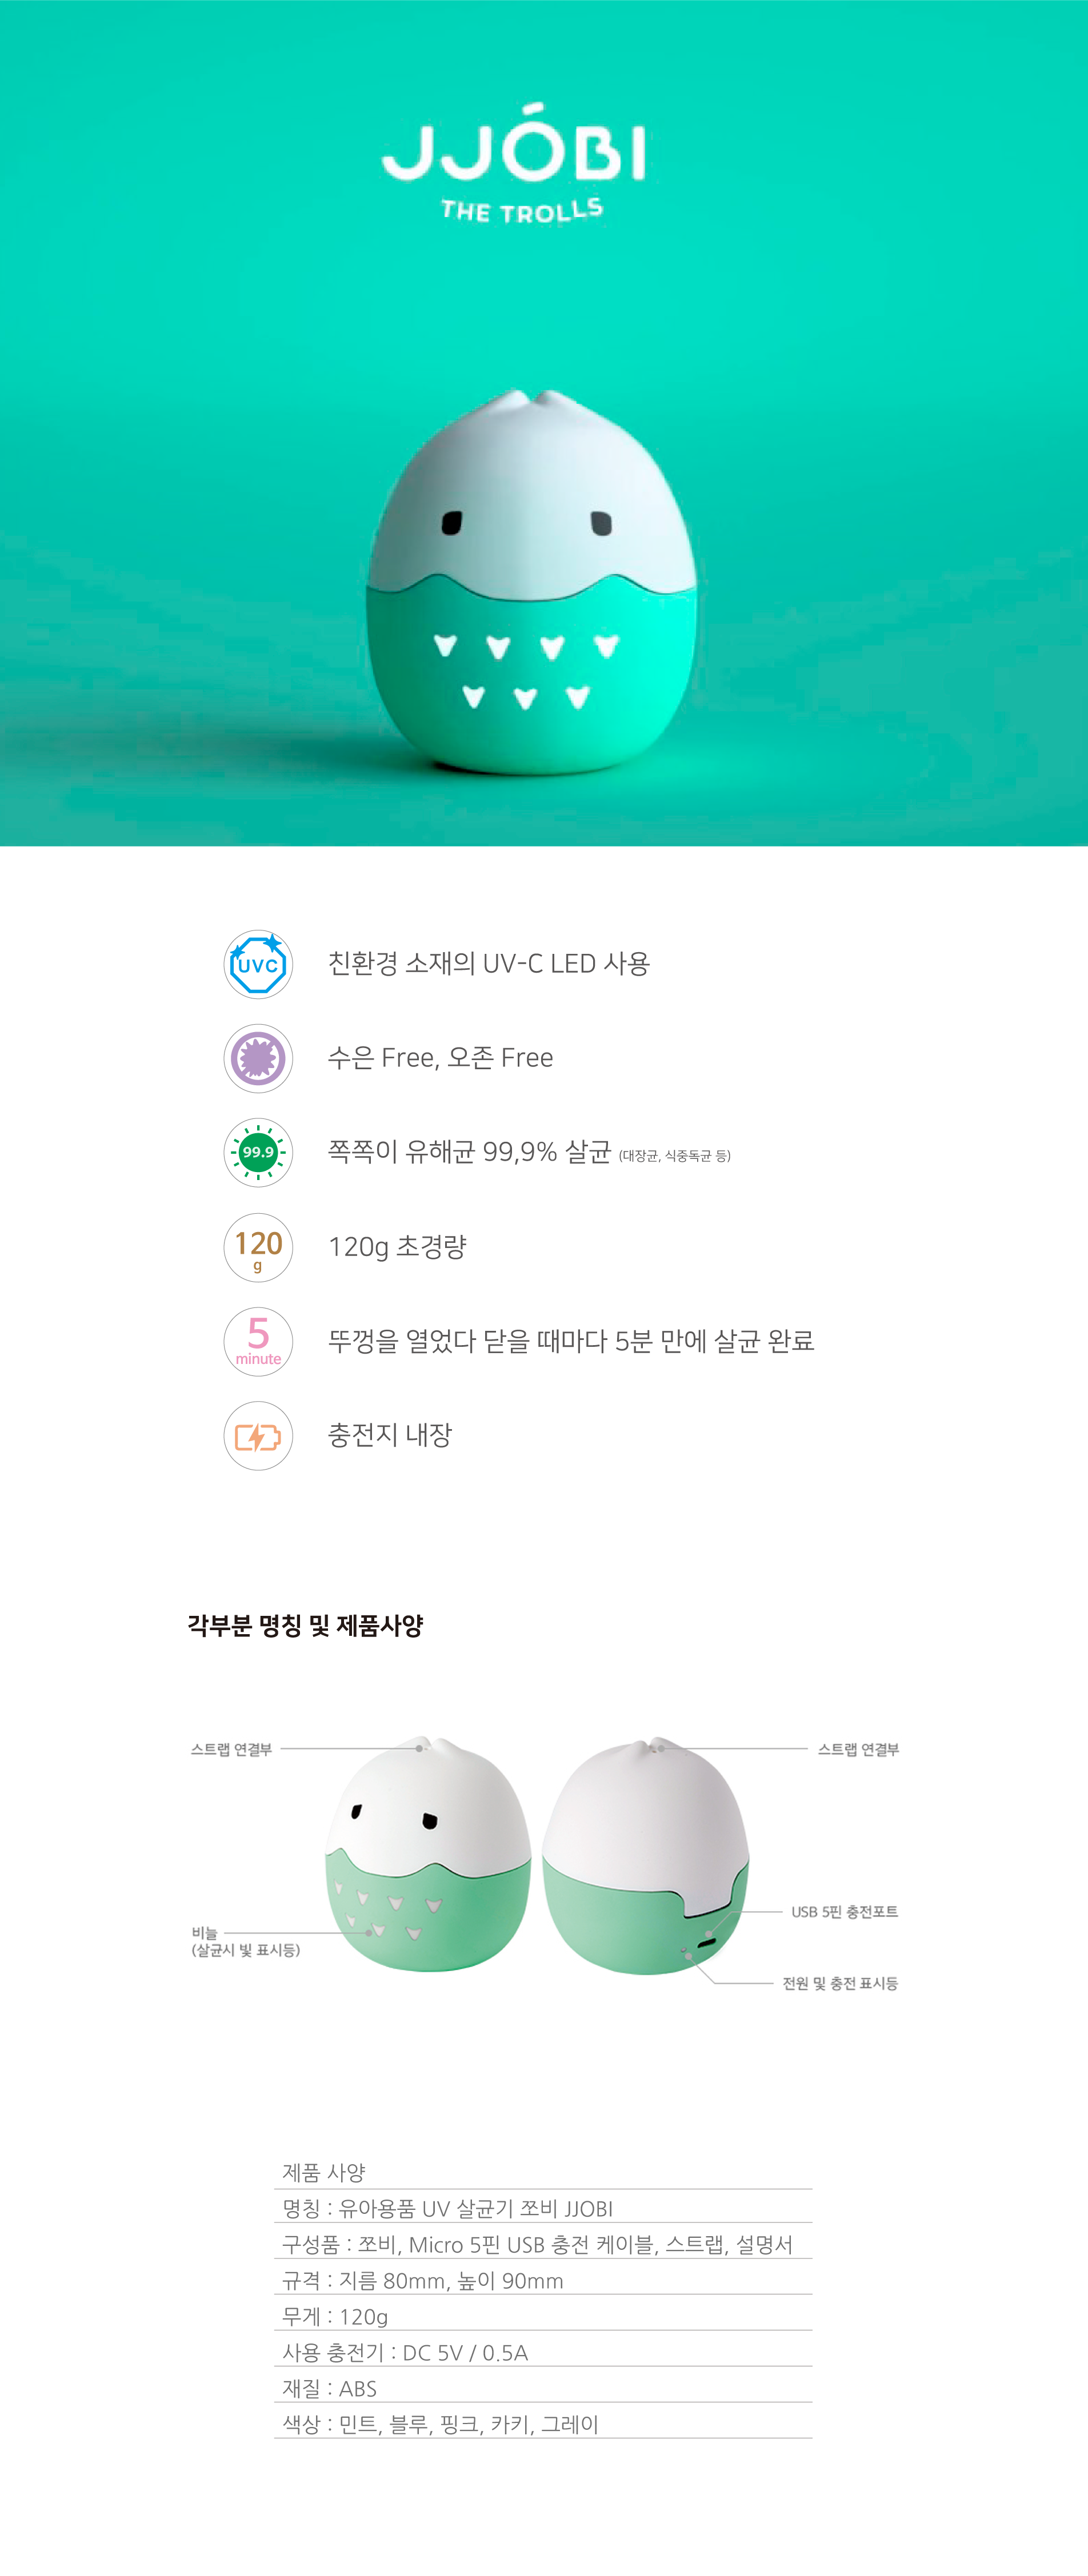 JJÓBI
THE TROLLS
UVC
친환경 소재의 UV-C LED 사용
수은 Free, 오존 Free
99.9
쪽쪽이 유해균 99,9% 살균 (대장균, 식중독균 등)
120
g
120g 초경량
5
minute
뚜껑을 열었다 닫을 때마다 5분 만에 살균 완료
충전지 내장
각부분 명칭 및 제품사양
스트랩 연결부
스트랩 연결부
USB 5핀 충전포트
비늘
(살균시 빛 표시등)
전원 및 충전 표시등
제품 사양
명칭 : 유아용품 UV 살균기 쪼비 JJOBI
구성품 : 쪼비, Micro 5핀 USB 충전 케이블, 스트랩, 설명서
규격 : 지름 80mm, 높이 90mm
무게 : 120g
사용 충전기 : DC 5V / 0.5A
재질 : ABS
색상 : 민트, 블루, 핑크, 카키, 그레이